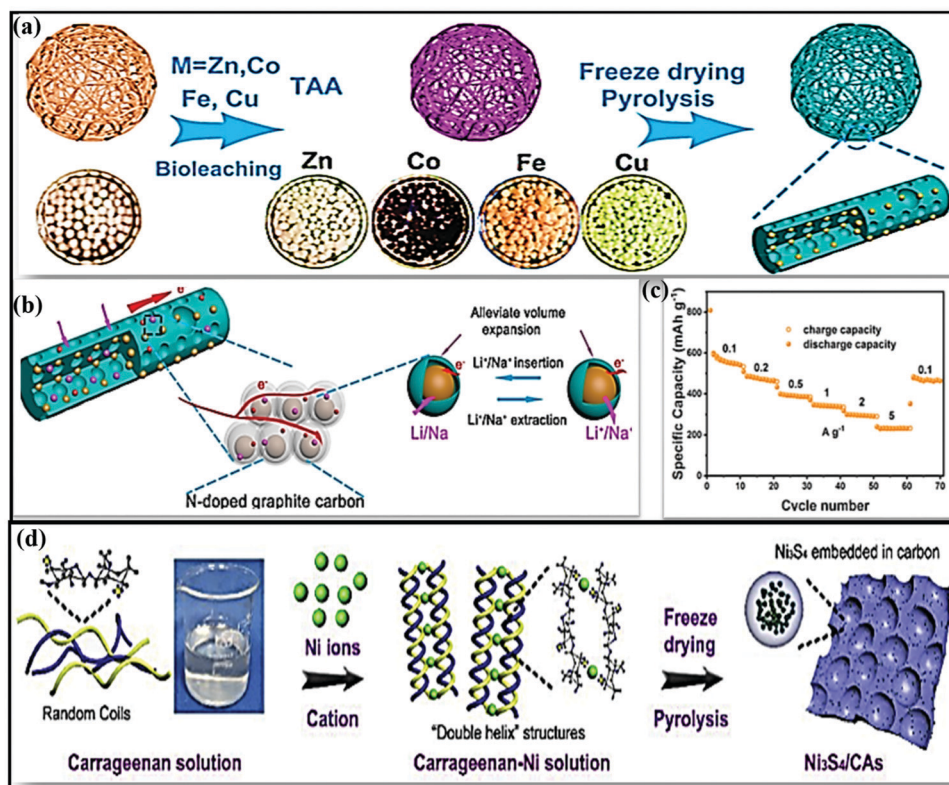 (a)
M=Zn,Co
Fe, Cu
TAA
Bioleaching
Freeze drying
Pyrolysis
Zn
Co
Fe
Cu
(b)
e⁻
e⁻
N-doped graphite carbon
Alleviate volume
expansion
e⁻
Li⁺/Na⁺ insertion
Li⁺/Na⁺ extraction
e⁻
Li/Na
Li⁺/Na⁺
(c)
Specific Capacity (mAh g⁻¹)
800
600
400
200
0
charge capacity
discharge capacity
0.1
0.2
0.5
1
2
5
0.1
A g⁻¹
0 10 20 30 40 50 60 70
Cycle number
(d)
Random Coils
Carrageenan solution
Ni ions
Cation
"Double helix" structures
Carrageenan-Ni solution
Freeze
drying
Pyrolysis
Ni₃S₄ embedded in carbon
Ni₃S₄/CAs